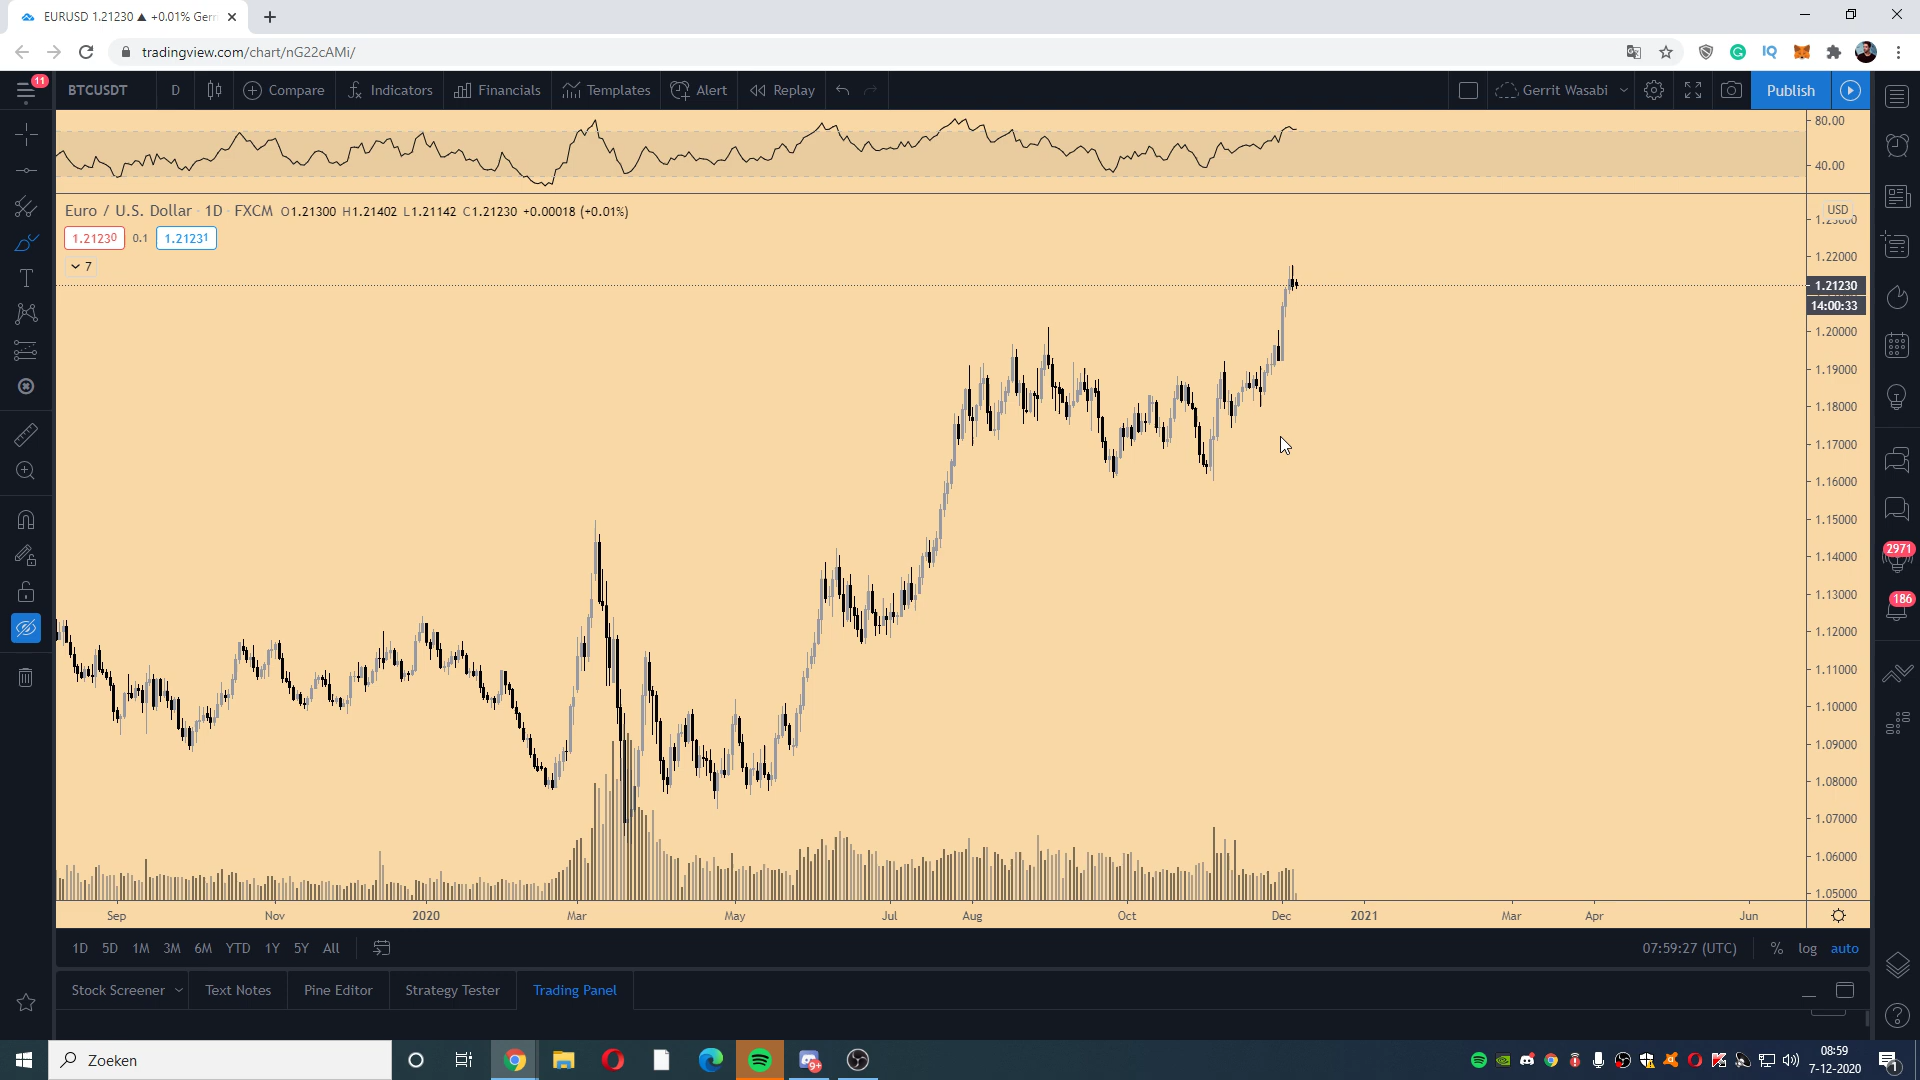 EURUSD 1.21230 ▲ +0.01% Gerr
tradingview.com/chart/nG22cAMi/
11
BTCUSDT
D
Compare
Indicators
Financials
Templates
Alert
Replay
Gerrit Wasabi
Publish
80.00
40.00
Euro / U.S. Dollar · 1D · FXCM O1.21300 H1.21402 L1.21142 C1.21230 +0.00018 (+0.01%)
1.21230 0.1 1.21231
7
USD
1.22000
1.21230
14:00:33
1.20000
1.19000
1.18000
1.17000
1.16000
1.15000
1.14000
1.13000
1.12000
1.11000
1.10000
1.09000
1.08000
1.07000
1.06000
1.05000
2971
186
Sep Nov 2020 Mar May Jul Aug Oct Dec 2021 Mar Apr Jun
1D 5D 1M 3M 6M YTD 1Y 5Y All
07:59:27 (UTC) % log auto
Stock Screener Text Notes Pine Editor Strategy Tester Trading Panel
Zoeken
9+
08:59
7-12-2020
1